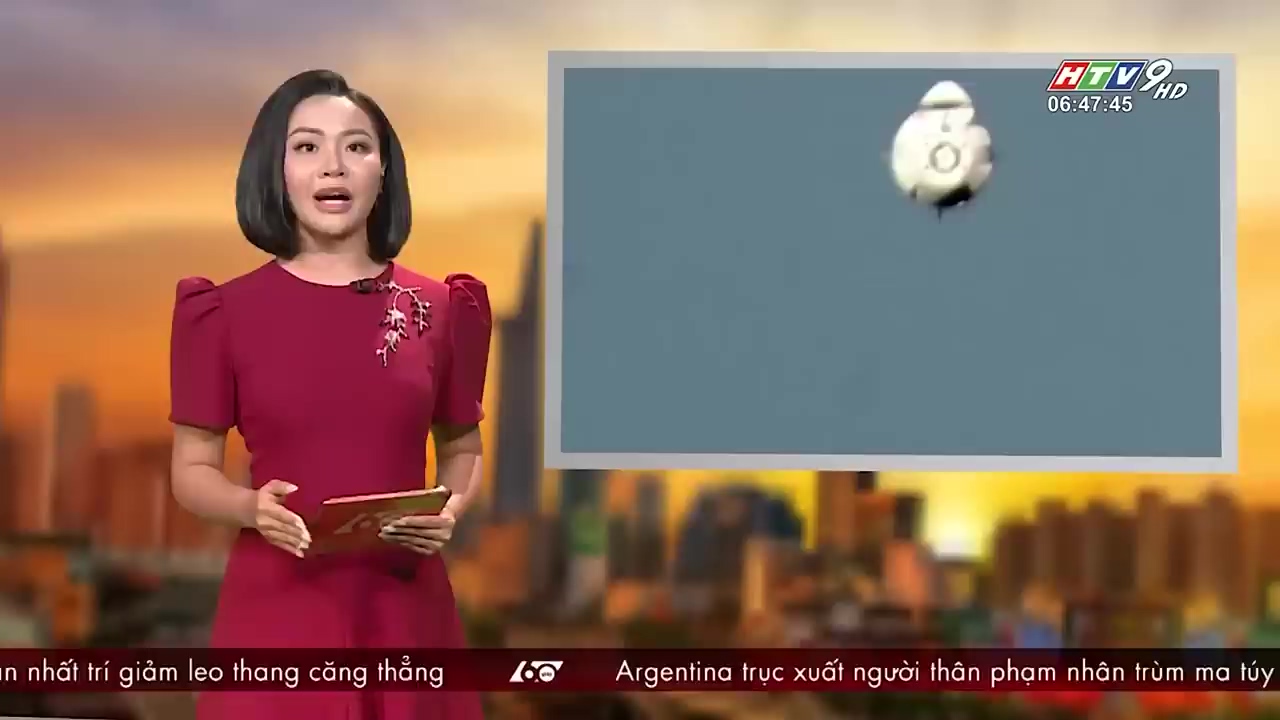 HTV9 HD
06:47:45
n nhất trí giảm leo thang căng thẳng
60
Argentina trục xuất người thân phạm nhân trùm ma túy